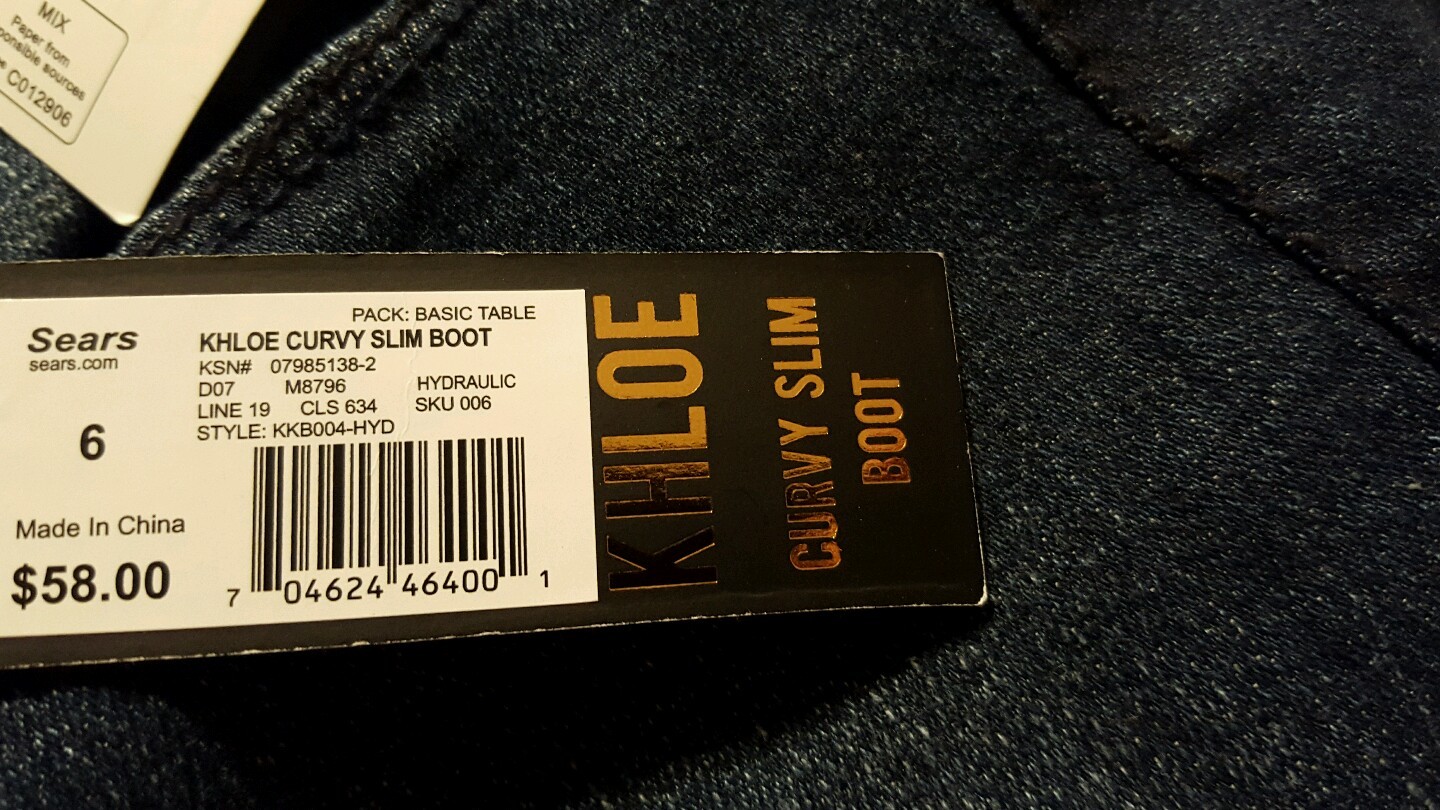 MIX
Paper from
responsible sources
C012906
Sears
sears.com
6
Made In China
$58.00
PACK: BASIC TABLE
KHLOE CURVY SLIM BOOT
KSN# 07985138-2
D07 M8796 HYDRAULIC
LINE 19 CLS 634 SKU 006
STYLE: KKB004-HYD
7 04624 46400 1
KHLOE
CURVY SLIM
BOOT